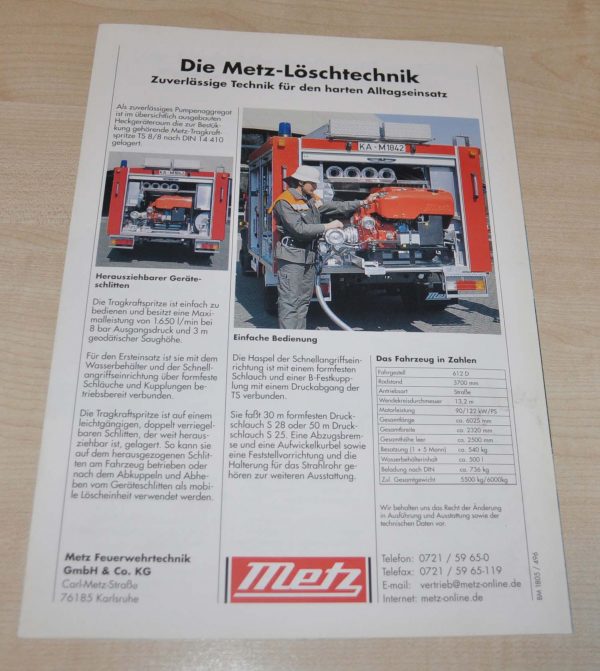 Die Metz-Löschtechnik
Zuverlässige Technik für den harten Alltagseinsatz
Als zuverlässiges Pumpenaggregat
ist im übersichtlich ausgebauten
Heckgeräteraum die zur Bestük-
kung gehörende Metz-Tragkraft-
spritze TS 8/8 nach DIN 14 410
gelagert.
KA-M1842
KA-M1842
Metz
Herausziehbarer Geräte-
schlitten
Die Tragkraftspritze ist einfach zu
bedienen und besitzt eine Maxi-
malleistung von 1.650 l/min bei
8 bar Ausgangsdruck und 3 m
geodätischer Saughöhe.
Für den Ersteinsatz ist sie mit dem
Wasserbehälter und der Schnell-
angriffseinrichtung über formfeste
Schläuche und Kupplungen be-
triebsbereit verbunden.
Die Tragkraftspritze ist auf einem
leichtgängigen, doppelt verriegel-
baren Schlitten, der weit heraus-
ziehbar ist, gelagert. So kann sie,
auf dem herausgezogenen Schlit-
ten am Fahrzeug betrieben oder
nach dem Abkuppeln und Abhe-
ben vom Geräteschlitten als mobi-
le Löscheinheit verwendet werden.
Einfache Bedienung
Die Haspel der Schnellangriffsein-
richtung ist mit einem formfesten
Schlauch und einer B-Festkupp-
lung mit einem Druckabgang der
TS verbunden.
Sie faßt 30 m formfesten Druck-
schlauch S 28 oder 50 m Druck-
schlauch S 25. Eine Abzugsbrem-
se und eine Aufwickelkurbel sowie
eine Feststellvorrichtung und die
Halterung für das Strahlrohr ge-
hören zur weiteren Ausstattung.
Das Fahrzeug in Zahlen
Fahrgestell 612 D
Radstand 3700 mm
Antriebsart Straße
Wendekreisdurchmesser 13,2 m
Motorleistung 90/122 kW/PS
Gesamtlänge ca. 6025 mm
Gesamtbreite ca. 2320 mm
Gesamthöhe leer ca. 2500 mm
Besatzung (1 + 5 Mann) ca. 540 kg
Wasserbehälterinhalt ca. 500 l
Beladung nach DIN ca. 736 kg
Zul. Gesamtgewicht 5500 kg/6000kg
Wir behalten uns das Recht der Änderung
in Ausführung und Ausstattung sowie der
technischen Daten vor.
Metz Feuerwehrtechnik
GmbH & Co. KG
Carl-Metz-Straße
76185 Karlsruhe
Metz
Telefon: 0721 / 59 65-0
Telefax: 0721 / 59 65-119
E-mail: vertrieb@metz-online.de
Internet: metz-online.de
BM 1805 / 496